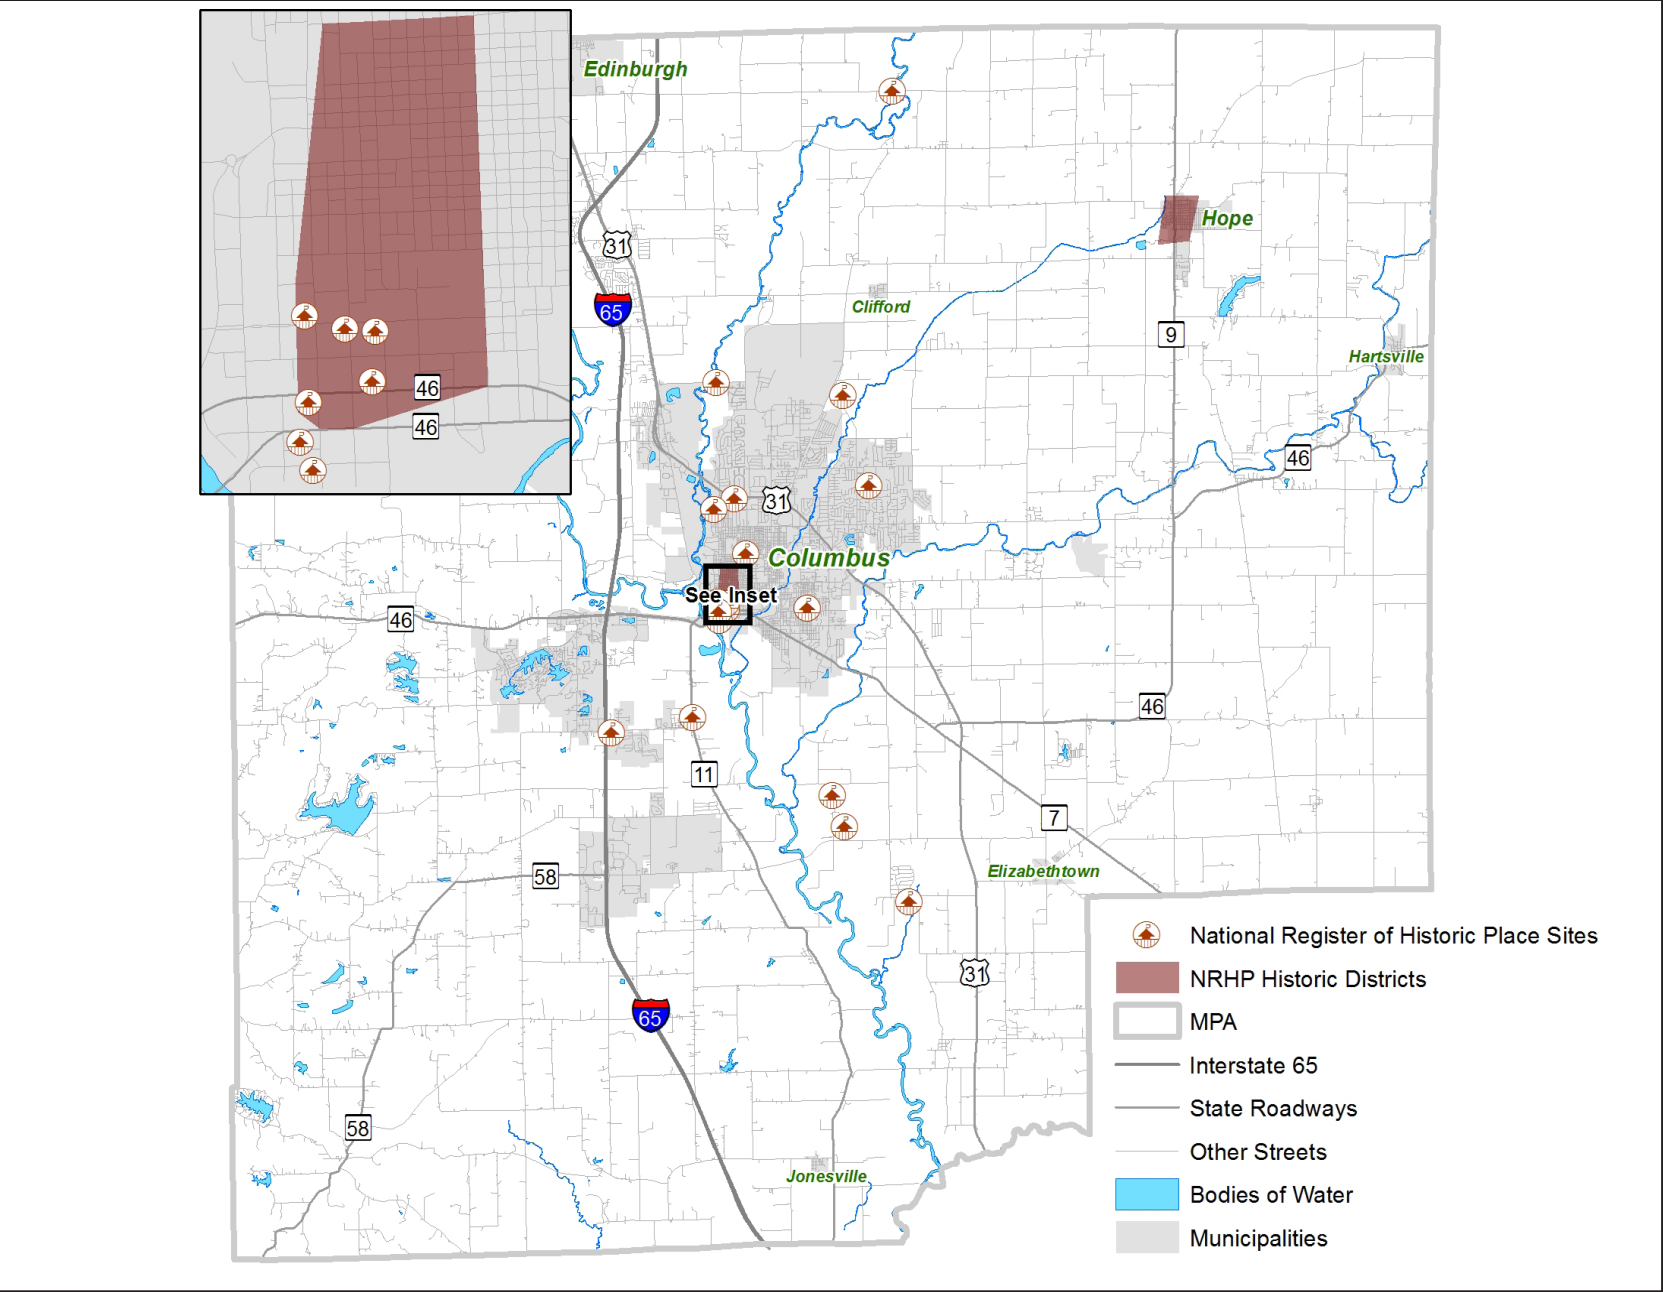 Edinburgh
31
65
Hope
Clifford
9
Hartsville
46
46
46
31
Columbus
See Inset
46
46
11
7
58
Elizabethtown
31
65
58
Jonesville
National Register of Historic Place Sites
NRHP Historic Districts
MPA
Interstate 65
State Roadways
Other Streets
Bodies of Water
Municipalities